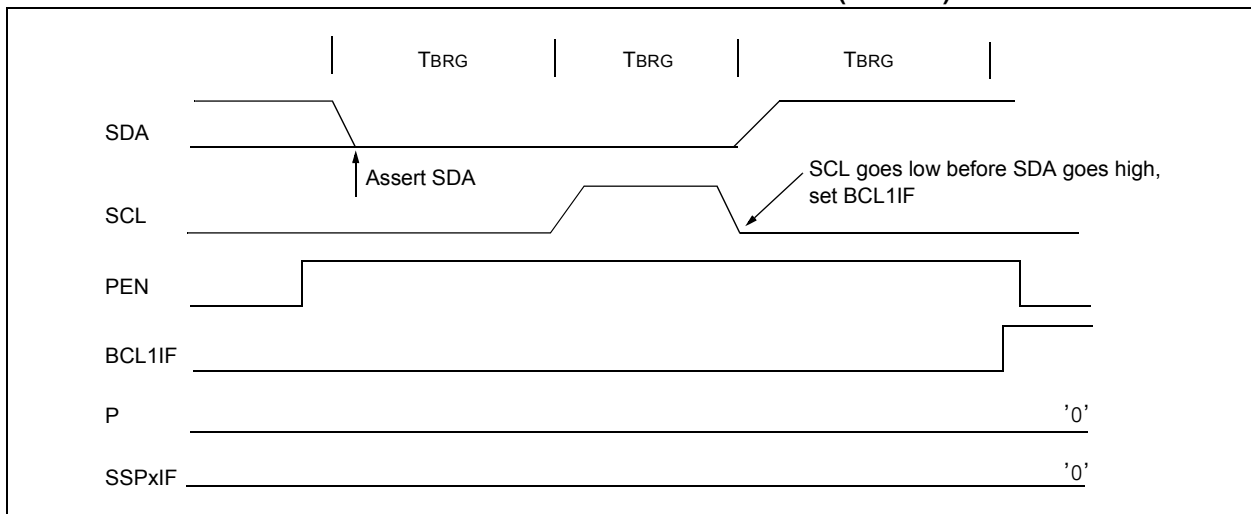 TBRG TBRG TBRG
SDA
Assert SDA
SCL goes low before SDA goes high,
set BCL1IF
SCL
PEN
BCL1IF
P '0'
SSPxIF '0'